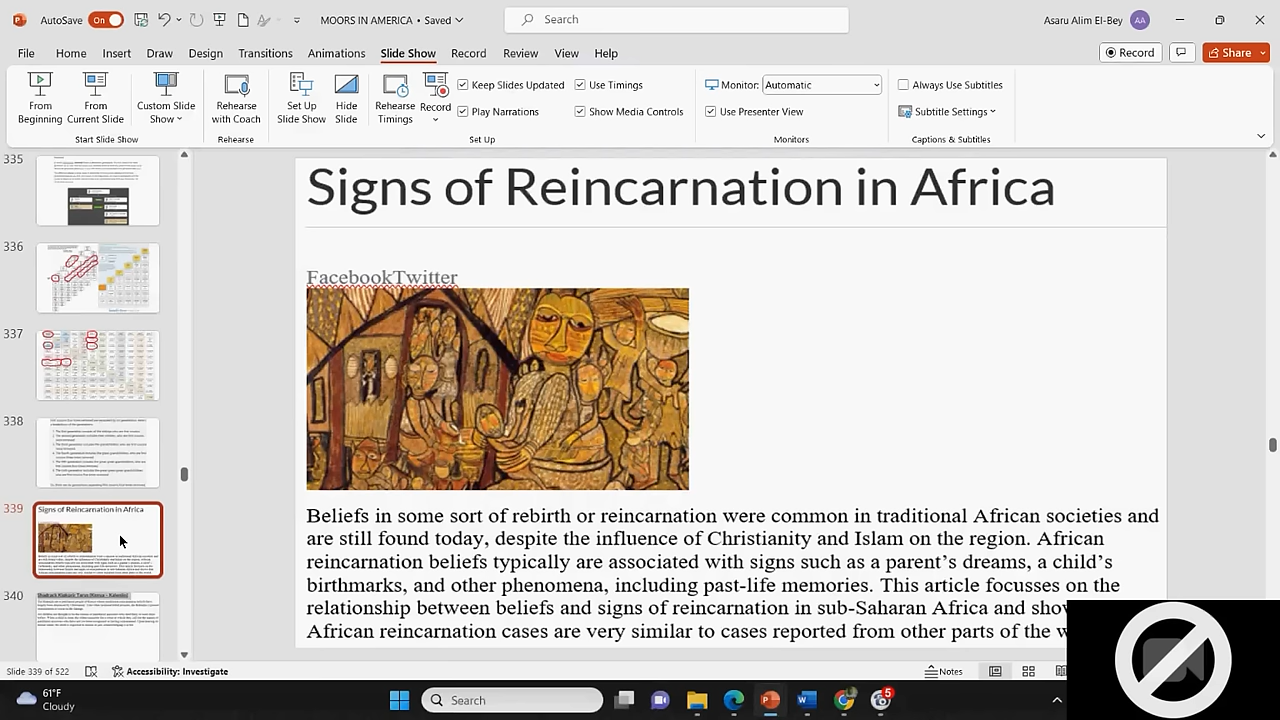 AutoSave On MOORS IN AMERICA • Saved Search Asaru Alim El-Bey AA
File Home Insert Draw Design Transitions Animations Slide Show Record Review View Help Record Share
From Beginning
From Current Slide
Custom Slide Show
Rehearse with Coach
Set Up Slide Show
Hide Slide
Rehearse Timings
Record
Keep Slides Updated
Use Timings
Play Narrations
Show Media Controls
Monitor: Automatic
Use Presenter View
Always Use Subtitles
Subtitle Settings
Start Slide Show Rehearse Set Up Monitors Captions & Subtitles
335
336
337
338
339
Signs of Reincarnation in Africa
340
Signs of Reincarnation in Africa
FacebookTwitter
Beliefs in some sort of rebirth or reincarnation were common in traditional African societies and
are still found today, despite the influence of Christianity and Islam on the region. African
reincarnation beliefs typically are associated with signs such as a parent's dreams, a child's
birthmarks, and other phenomena, including past-life memories. This article focusses on the
relationship between beliefs and signs of reincarnation in sub-Saharan Africa and sho
African reincarnation cases are very similar to cases reported from other parts of the w
Slide 339 of 522 Accessibility: Investigate Notes
61°F
Cloudy
Search
5